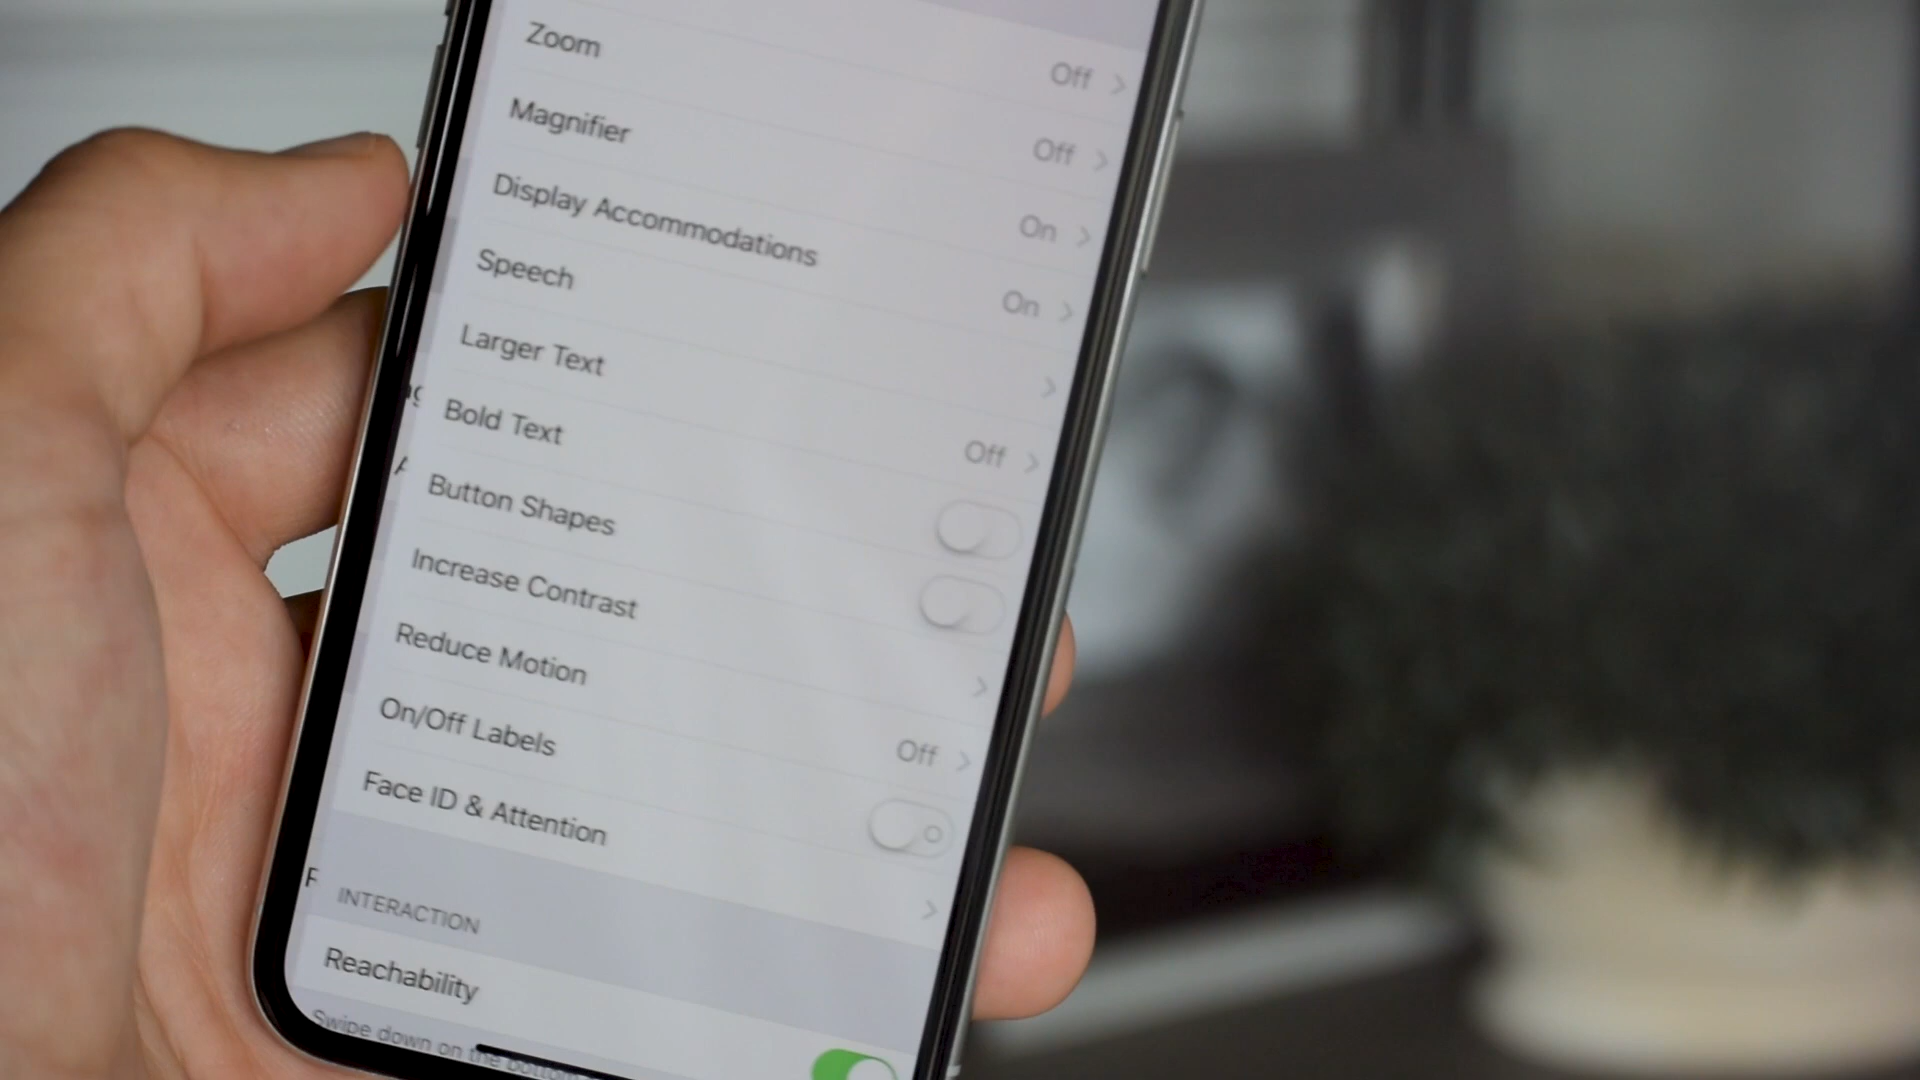 Zoom Off
Magnifier Off
Display Accommodations On
Speech On
Larger Text
Bold Text Off
Button Shapes
Increase Contrast
Reduce Motion
On/Off Labels Off
Face ID & Attention
INTERACTION
Reachability
Swipe down on the bottom